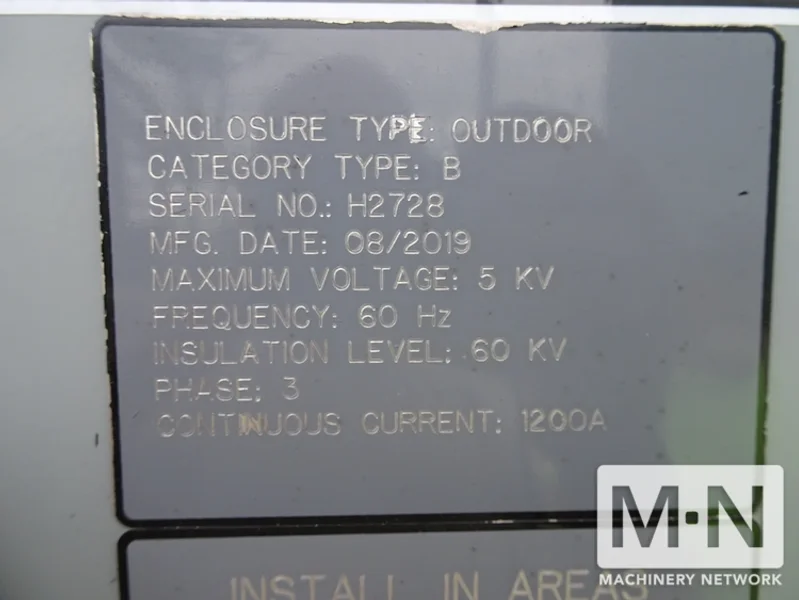 ENCLOSURE TYPE: OUTDOOR
CATEGORY TYPE: B
SERIAL NO.: H2728
MFG. DATE: 08/2019
MAXIMUM VOLTAGE: 5 KV
FREQUENCY: 60 Hz
INSULATION LEVEL: 60 KV
PHASE: 3
CONTINUOUS CURRENT: 1200A
INSTALL IN AREAS
M·N
MACHINERY NETWORK